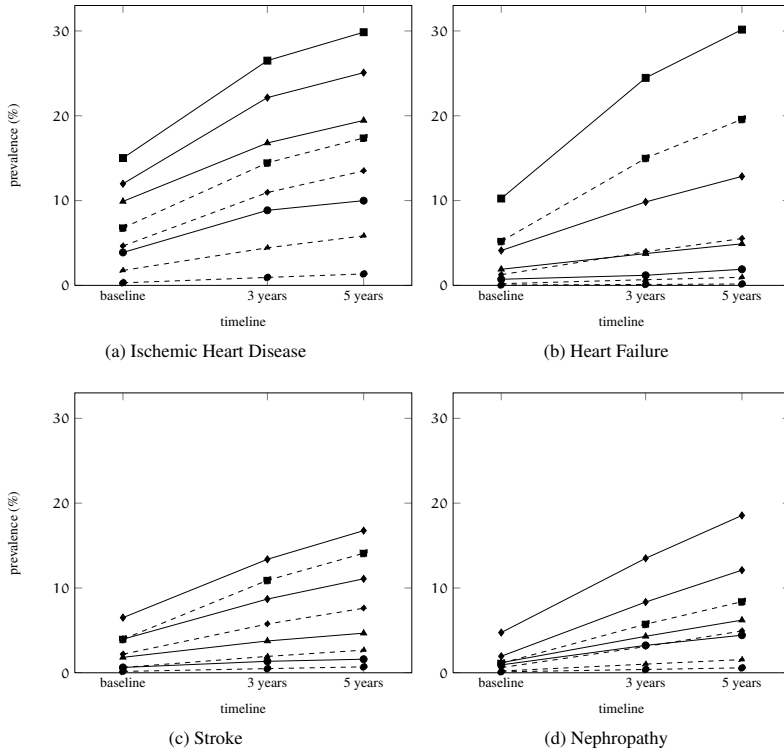 30
20
10
0
prevalence (%)
baseline 3 years 5 years
timeline
(a) Ischemic Heart Disease
30
20
10
0
baseline 3 years 5 years
timeline
(b) Heart Failure
30
20
10
0
prevalence (%)
baseline 3 years 5 years
timeline
(c) Stroke
30
20
10
0
baseline 3 years 5 years
timeline
(d) Nephropathy